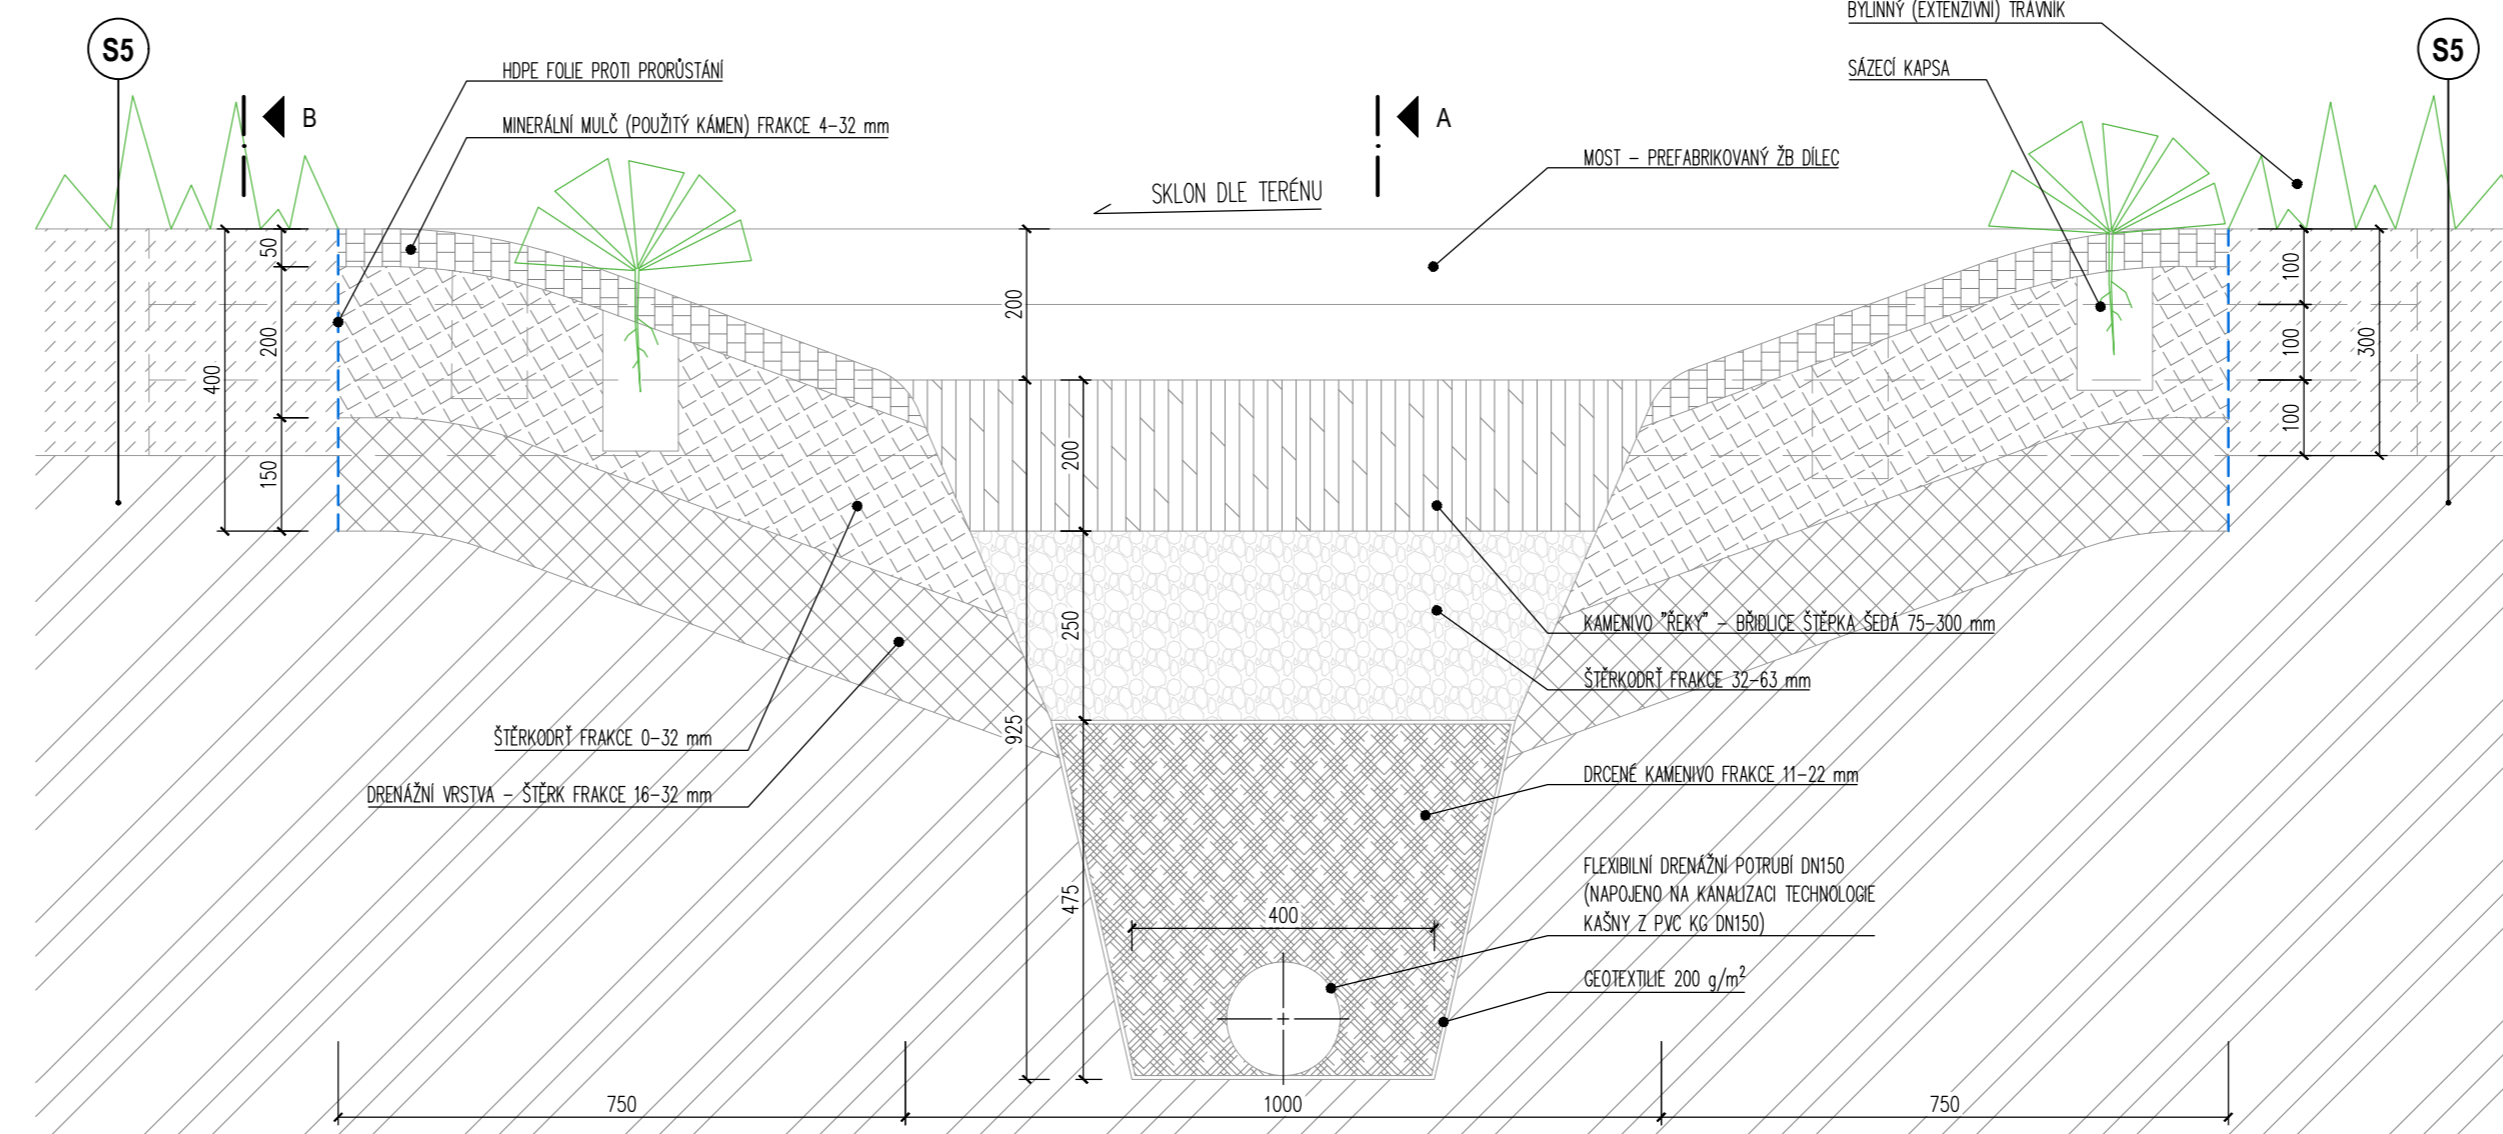 BYLINNÝ (EXTENZIVNÍ) TRÁVNÍK
S5
S5
HDPE FOLIE PROTI PRORŮSTÁNÍ
SÁZECÍ KAPSA
B
A
MINERÁLNÍ MULČ (POUŽITÝ KÁMEN) FRAKCE 4-32 mm
MOST - PREFABRIKOVANÝ ŽB DÍLEC
SKLON DLE TERÉNU
50
200
150
400
200
925
200
250
475
100
100
100
300
KAMENIVO "ŘEKY" - BŘIDLICE ŠTĚPKA ŠEDÁ 75-300 mm
ŠTĚRKODRŤ FRAKCE 32-63 mm
ŠTĚRKODRŤ FRAKCE 0-32 mm
DRENÁŽNÍ VRSTVA - ŠTĚRK FRAKCE 16-32 mm
DRCENÉ KAMENIVO FRAKCE 11-22 mm
FLEXIBILNÍ DRENÁŽNÍ POTRUBÍ DN150
(NAPOJENO NA KANALIZACI TECHNOLOGIE
KAŠNY Z PVC KG DN150)
400
GEOTEXTILIE 200 g/m²
750
1000
750